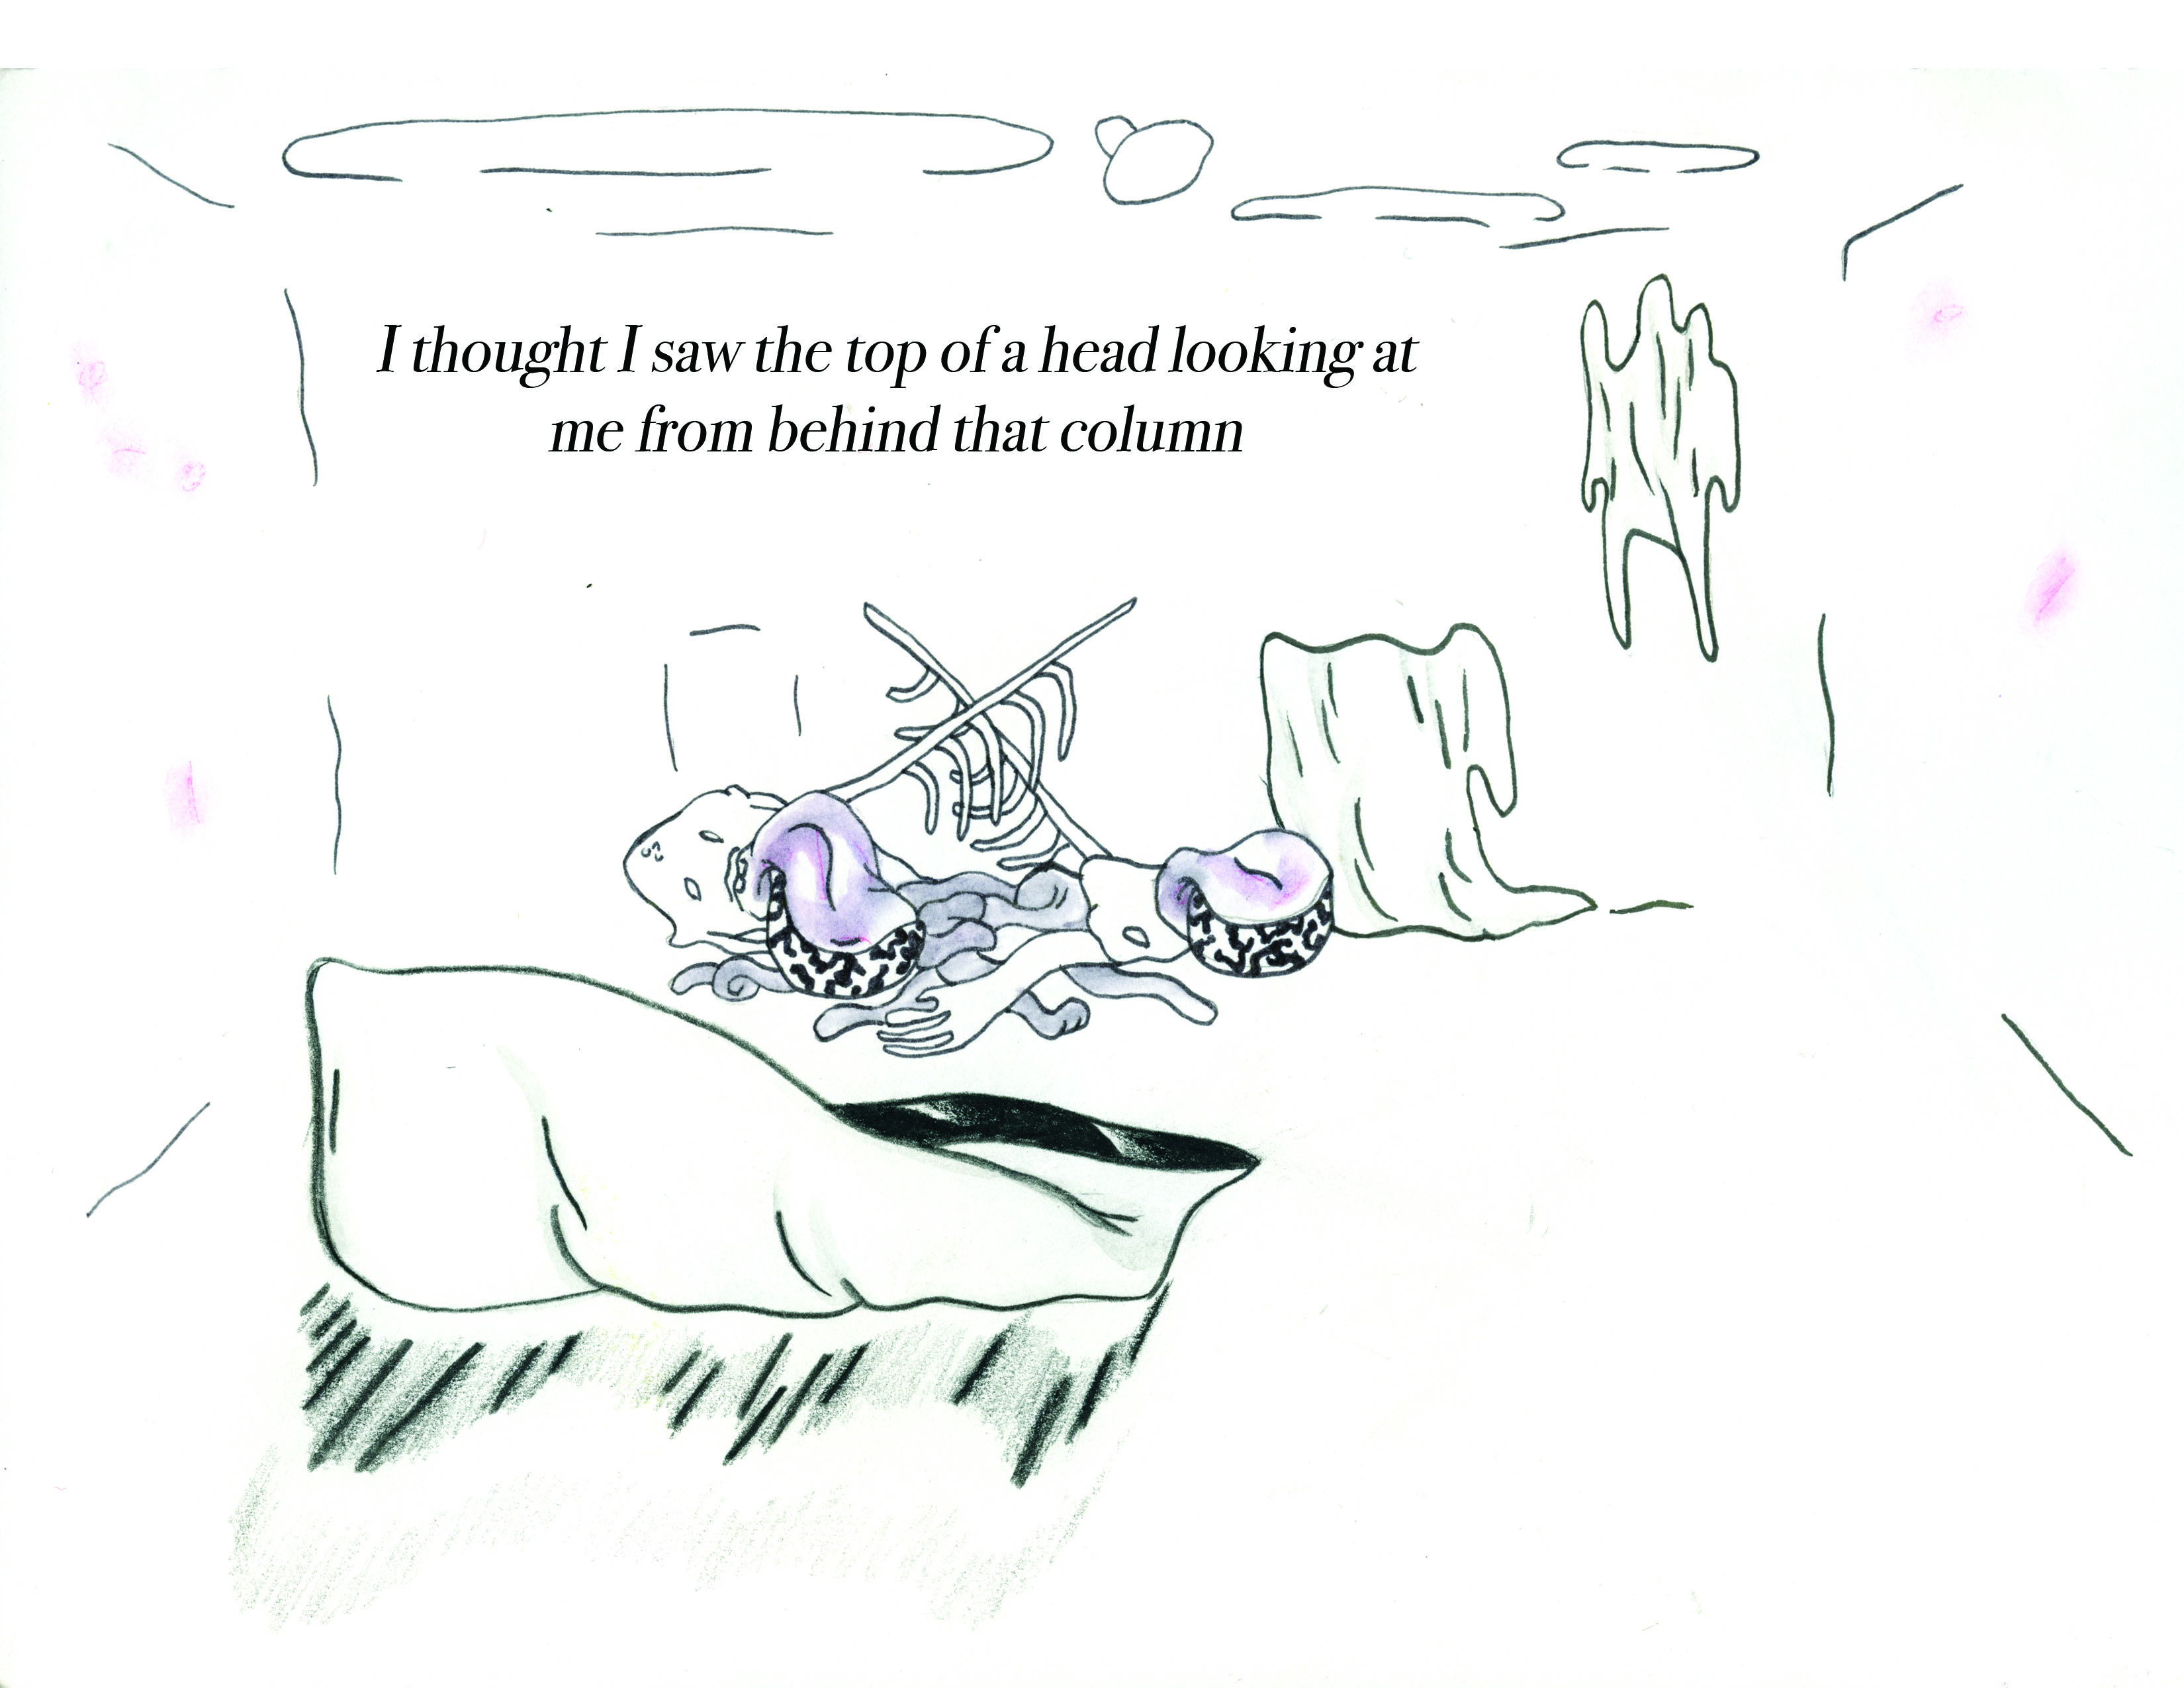 I thought I saw the top of a head looking at
me from behind that column